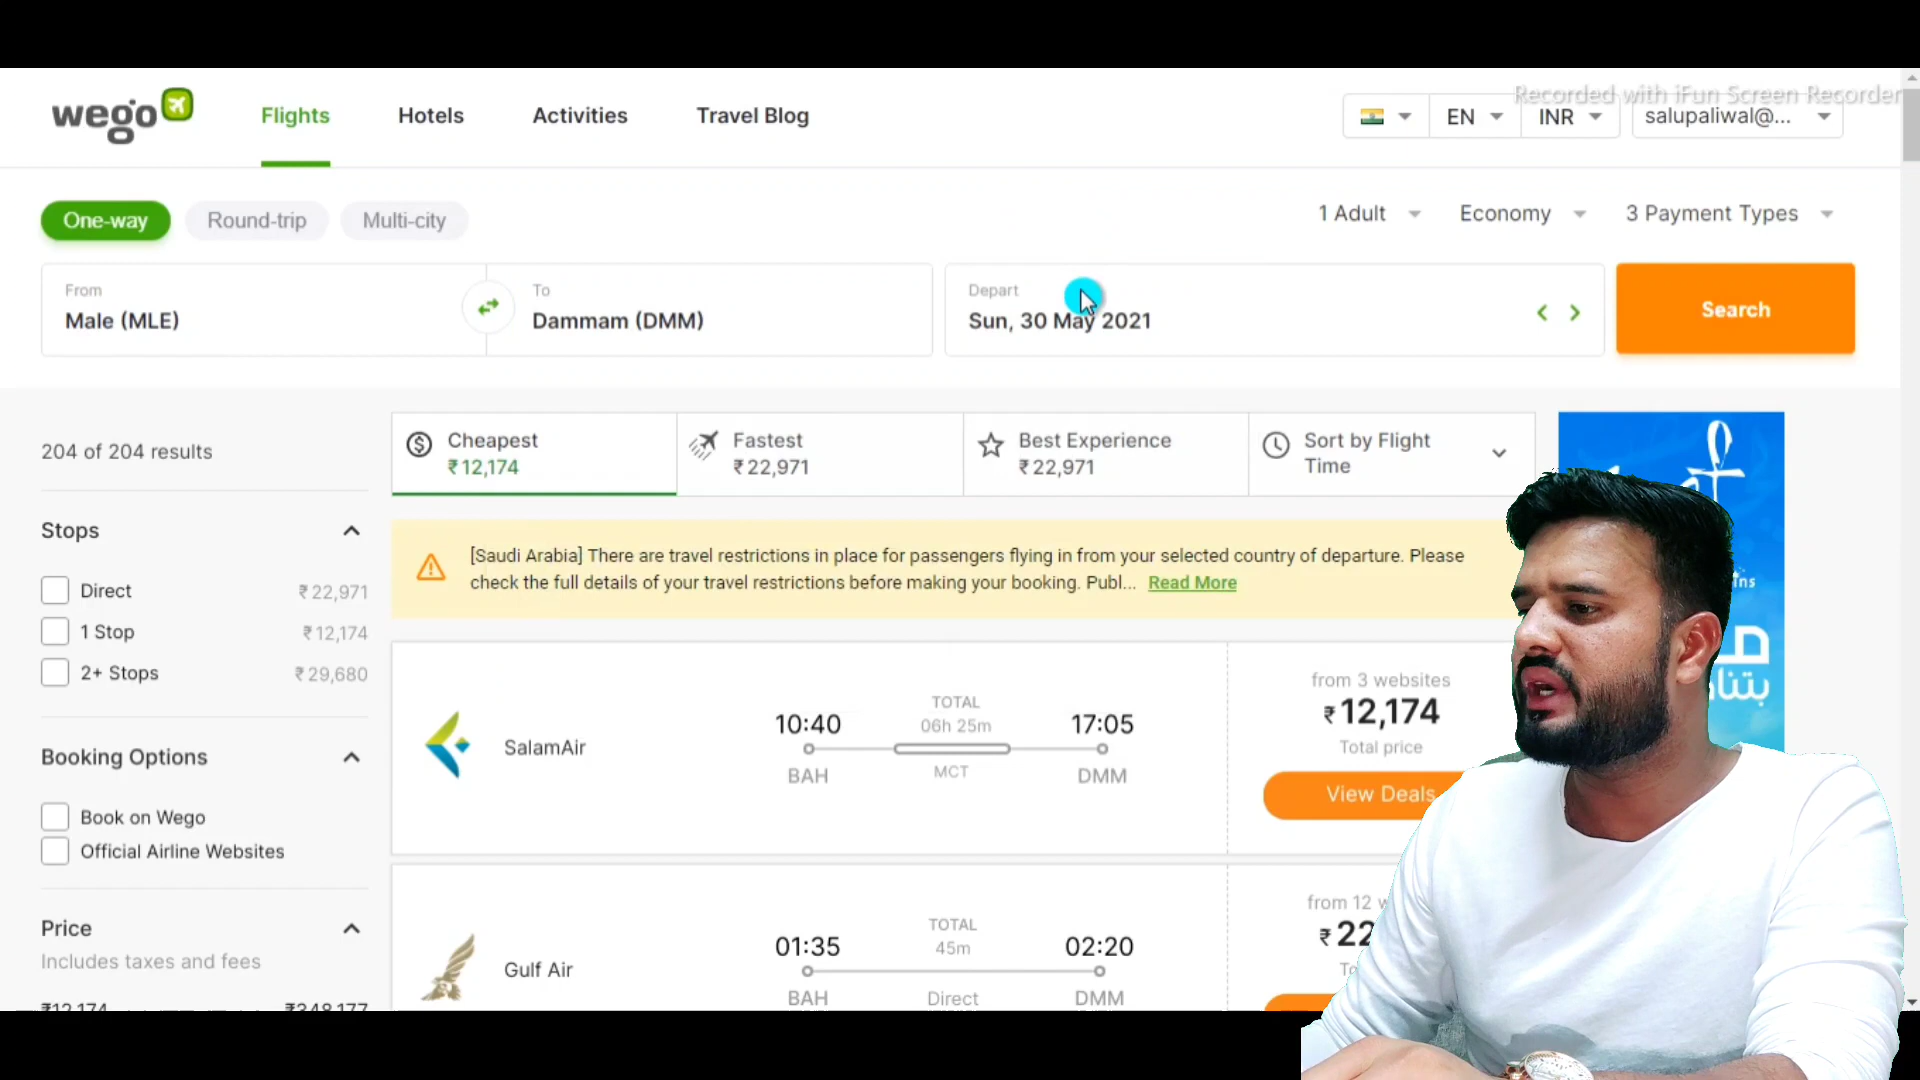 Recorded with iFun Screen Recorder
wego
Flights
Hotels
Activities
Travel Blog
EN
INR
salupaliwal@...
One-way
Round-trip
Multi-city
1 Adult
Economy
3 Payment Types
From
Male (MLE)
To
Dammam (DMM)
Depart
Sun, 30 May 2021
Search
204 of 204 results
Cheapest
₹12,174
Fastest
₹22,971
Best Experience
₹22,971
Sort by Flight
Time
Stops
Direct ₹22,971
1 Stop ₹12,174
2+ Stops ₹29,680
[Saudi Arabia] There are travel restrictions in place for passengers flying in from your selected country of departure. Please
check the full details of your travel restrictions before making your booking. Publ... Read More
Booking Options
Book on Wego
Official Airline Websites
Price
Includes taxes and fees
₹12,174 ₹348,177
SalamAir
10:40
BAH
TOTAL
06h 25m
MCT
17:05
DMM
from 3 websites
₹12,174
Total price
View Deals
Gulf Air
01:35
BAH
TOTAL
45m
Direct
02:20
DMM
from 12
₹22